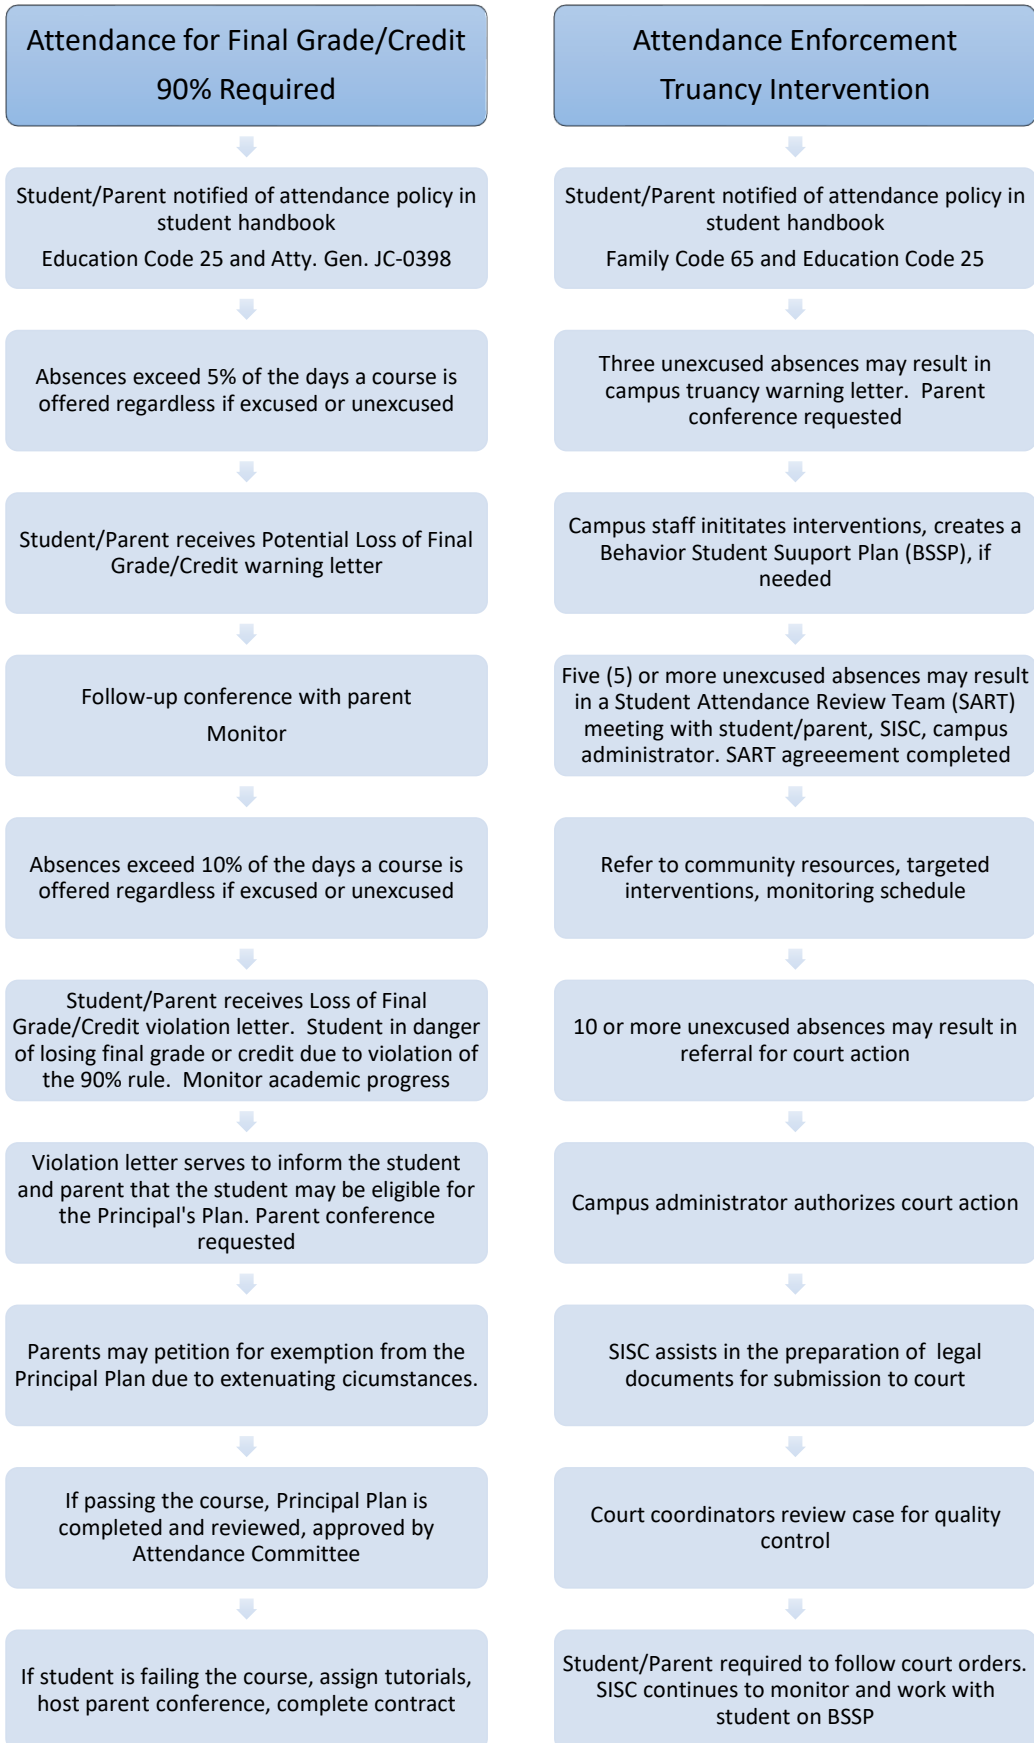 Attendance for Final Grade/Credit
90% Required
Student/Parent notified of attendance policy in
student handbook
Education Code 25 and Atty. Gen. JC-0398
Absences exceed 5% of the days a course is
offered regardless if excused or unexcused
Student/Parent receives Potential Loss of Final
Grade/Credit warning letter
Follow-up conference with parent
Monitor
Absences exceed 10% of the days a course is
offered regardless if excused or unexcused
Student/Parent receives Loss of Final
Grade/Credit violation letter.  Student in danger
of losing final grade or credit due to violation of
the 90% rule.  Monitor academic progress
Violation letter serves to inform the student
and parent that the student may be eligible for
the Principal's Plan. Parent conference
requested
Parents may petition for exemption from the
Principal Plan due to extenuating cicumstances.
If passing the course, Principal Plan is
completed and reviewed, approved by
Attendance Committee
If student is failing the course, assign tutorials,
host parent conference, complete contract
Attendance Enforcement
Truancy Intervention
Student/Parent notified of attendance policy in
student handbook
Family Code 65 and Education Code 25
Three unexcused absences may result in
campus truancy warning letter.  Parent
conference requested
Campus staff inititates interventions, creates a
Behavior Student Suuport Plan (BSSP), if
needed
Five (5) or more unexcused absences may result
in a Student Attendance Review Team (SART)
meeting with student/parent, SISC, campus
administrator. SART agreeement completed
Refer to community resources, targeted
interventions, monitoring schedule
10 or more unexcused absences may result in
referral for court action
Campus administrator authorizes court action
SISC assists in the preparation of  legal
documents for submission to court
Court coordinators review case for quality
control
Student/Parent required to follow court orders.
SISC continues to monitor and work with
student on BSSP